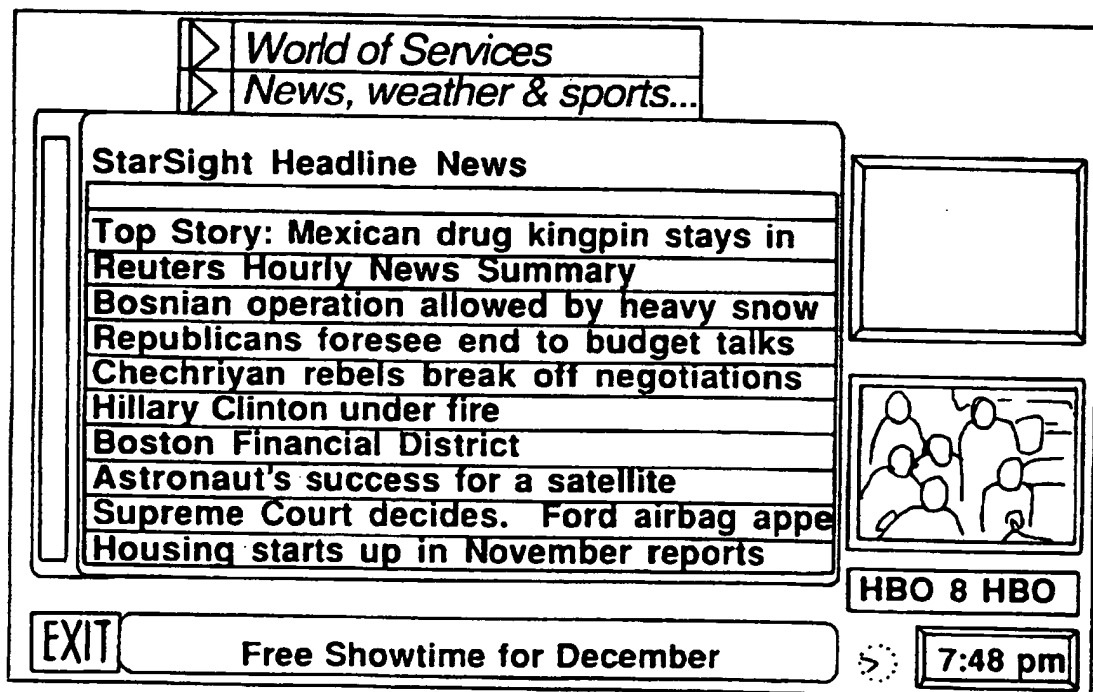 World of Services
News, weather & sports...
StarSight Headline News
Top Story: Mexican drug kingpin stays in
Reuters Hourly News Summary
Bosnian operation allowed by heavy snow
Republicans foresee end to budget talks
Chechriyan rebels break off negotiations
Hillary Clinton under fire
Boston Financial District
Astronaut's success for a satellite
Supreme Court decides. Ford airbag appe
Housing starts up in November reports
HBO 8 HBO
EXIT
Free Showtime for December
7:48 pm